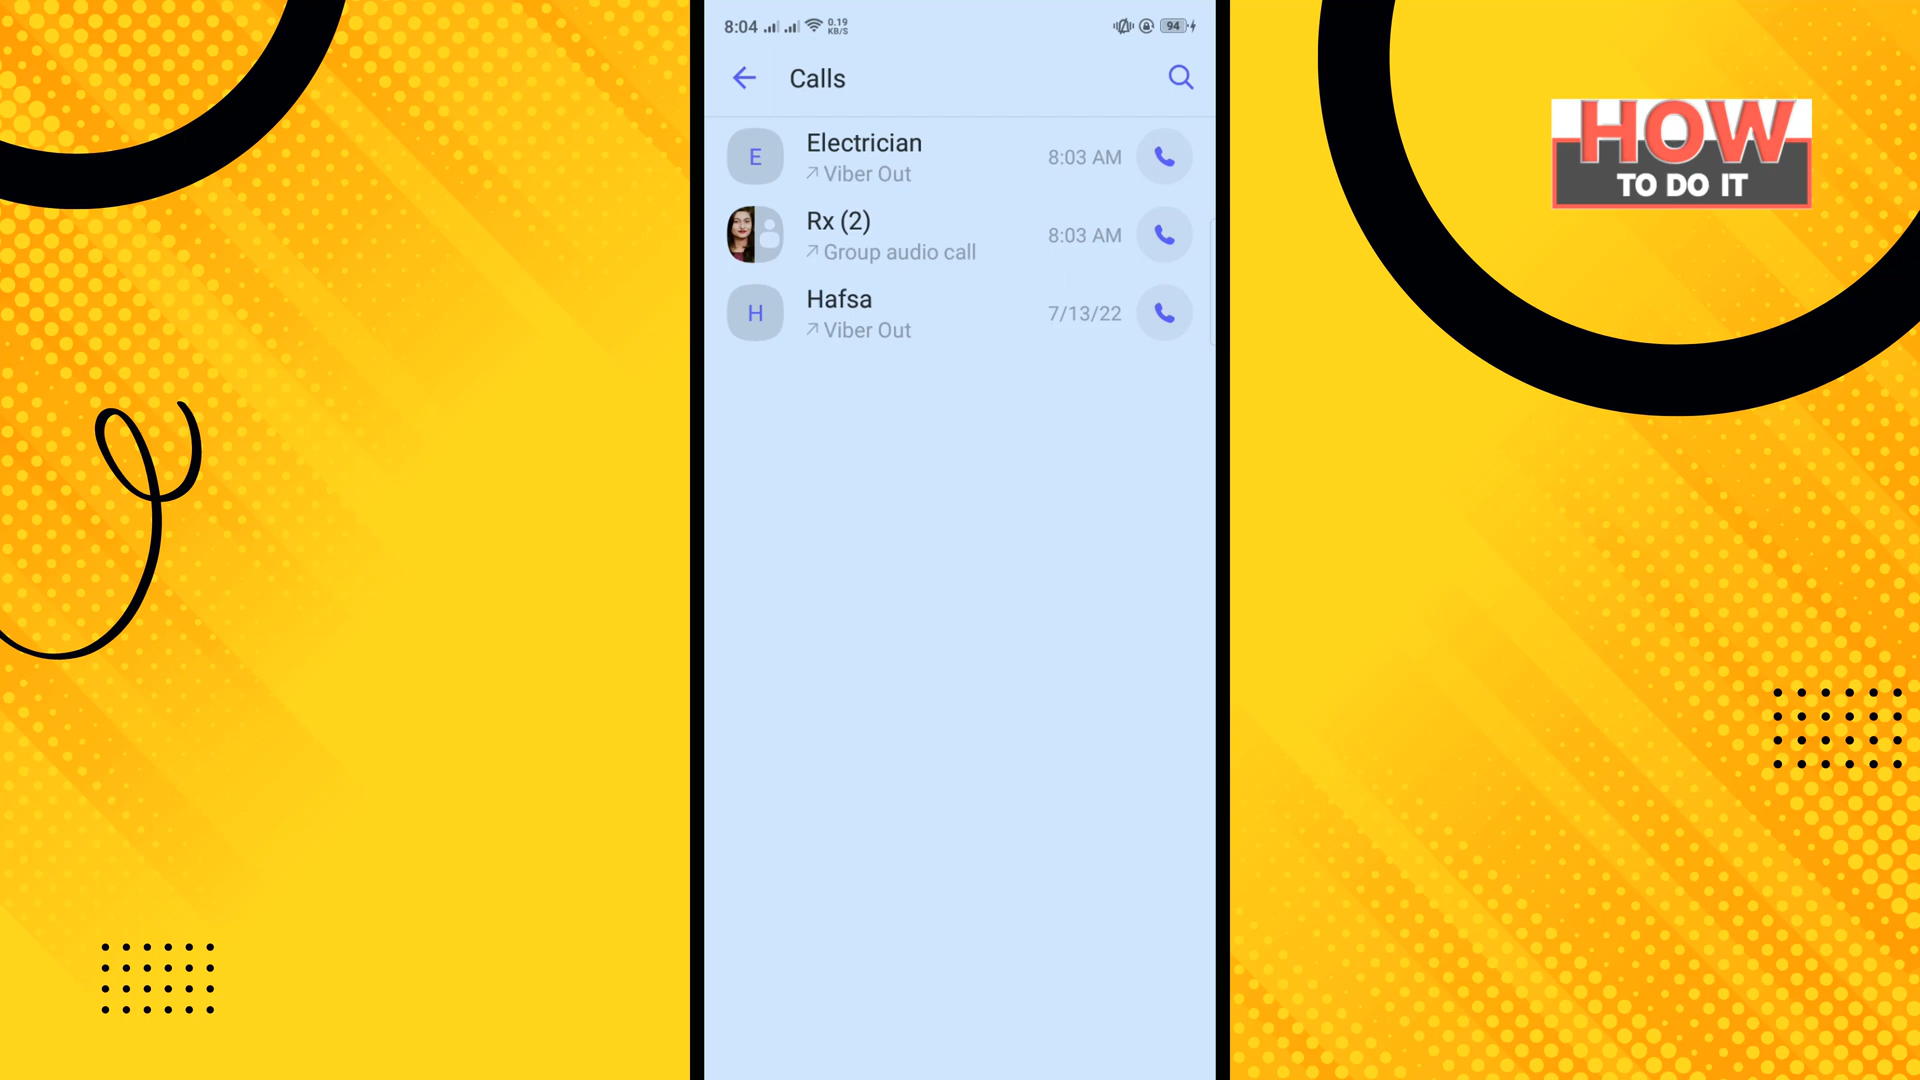 8:04 0.19 KB/S 94
Calls
E Electrician 8:03 AM
Viber Out
Rx (2) 8:03 AM
Group audio call
H Hafsa 7/13/22
Viber Out
HOW
TO DO IT